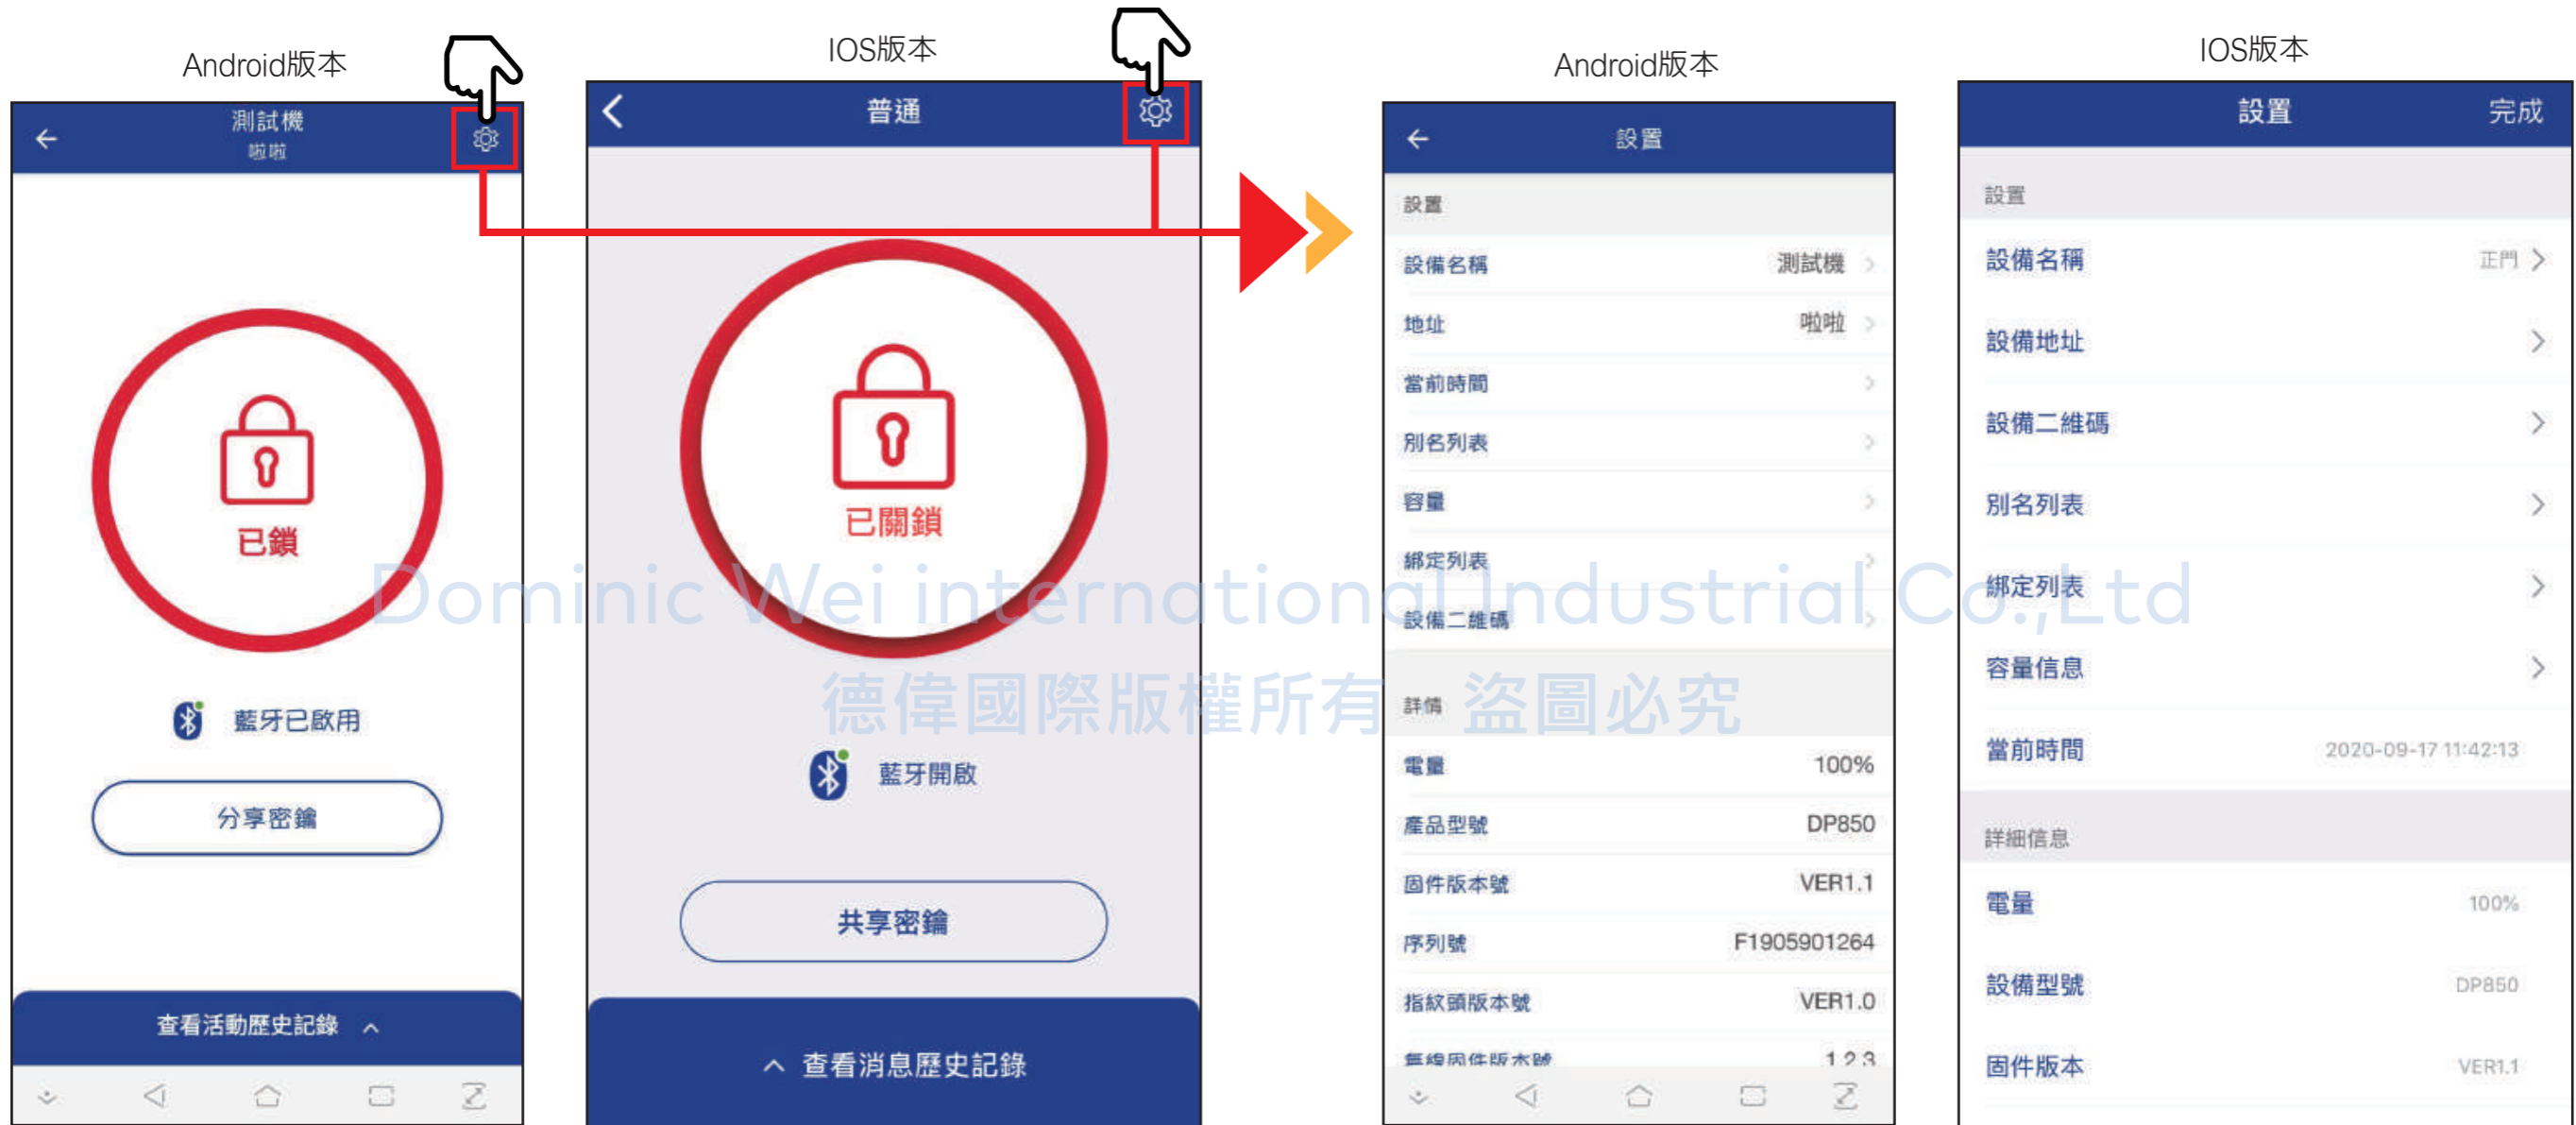 Android版本
測試機
啦啦
已鎖
藍牙已啟用
分享密鑰
查看活動歷史記錄
IOS版本
普通
已關鎖
藍牙開啟
共享密鑰
查看消息歷史記錄
Android版本
設置
設置
設備名稱 測試機
地址 啦啦
當前時間
別名列表
容量
綁定列表
設備二維碼
詳情
電量 100%
產品型號 DP850
固件版本號 VER1.1
序列號 F1905901264
指紋頭版本號 VER1.0
無線固件版本號 1.2.3
IOS版本
設置 完成
設置
設備名稱 正門
設備地址
設備二維碼
別名列表
綁定列表
容量信息
當前時間 2020-09-17 11:42:13
詳細信息
電量 100%
設備型號 DP850
固件版本 VER1.1
Dominic Wei international Industrial Co.,Ltd
德偉國際版權所有 盜圖必究